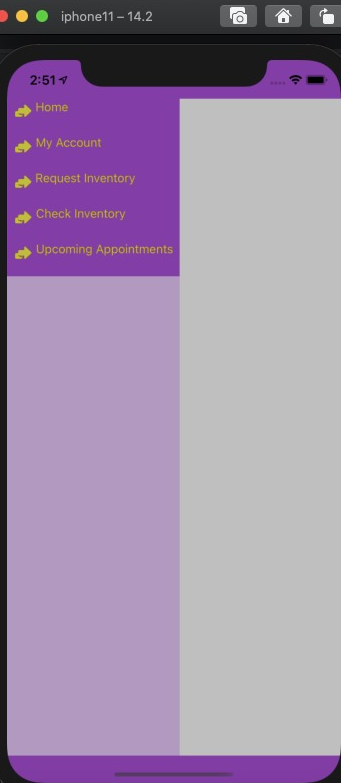 iphone11 – 14.2
2:51
Home
My Account
Request Inventory
Check Inventory
Upcoming Appointments